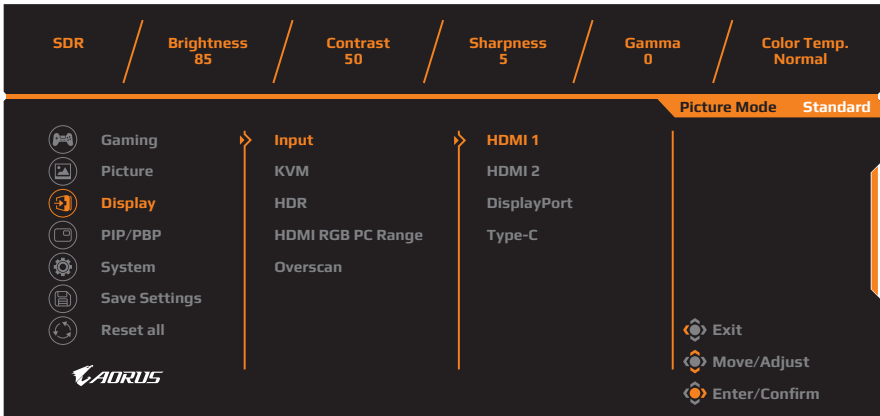 SDR Brightness Contrast Sharpness Gamma Color Temp.
85 50 5 0 Normal
Picture Mode Standard
Gaming Input HDMI 1
Picture KVM HDMI 2
Display HDR DisplayPort
PIP/PBP HDMI RGB PC Range Type-C
System Overscan
Save Settings
Reset all Exit
Move/Adjust
AORUS
Enter/Confirm